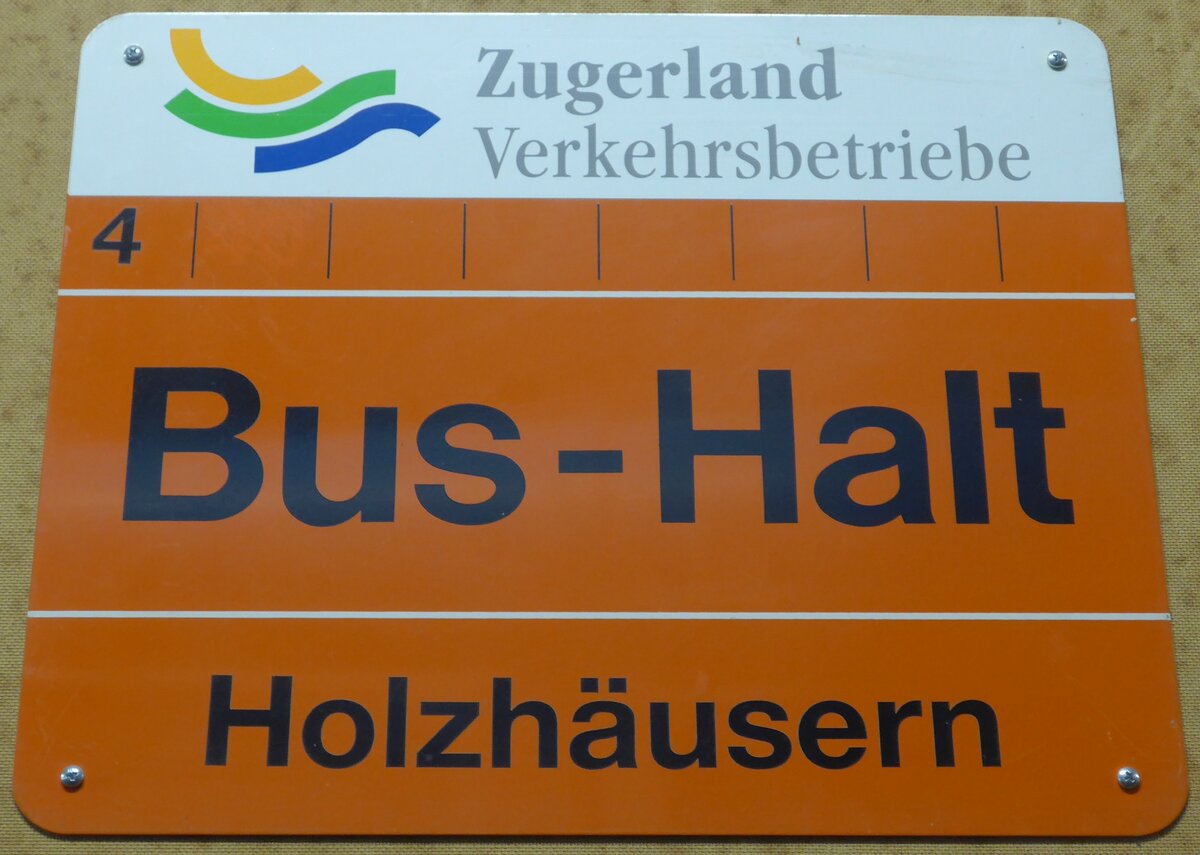 Zugerland
Verkehrsbetriebe
4
Bus-Halt
Holzhäusern